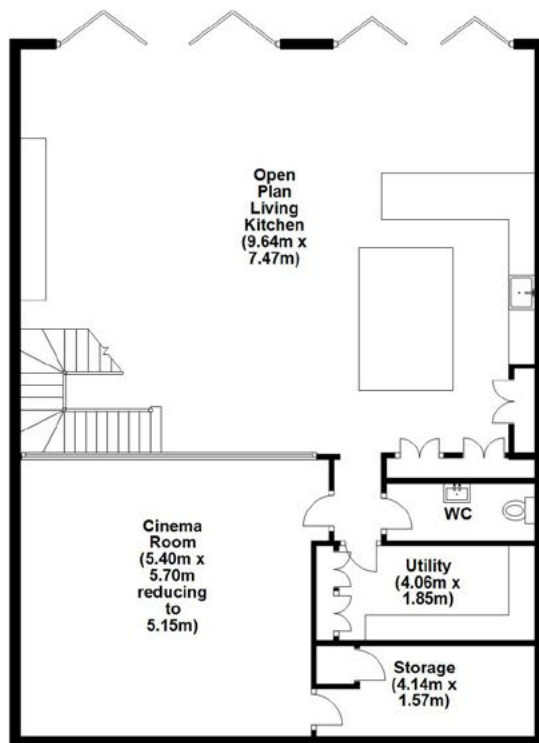 Open
Plan
Living
Kitchen
(9.64m x
7.47m)
WC
Cinema
Room
(5.40m x
5.70m
reducing
to
5.15m)
Utility
(4.06m x
1.85m)
Storage
(4.14m x
1.57m)